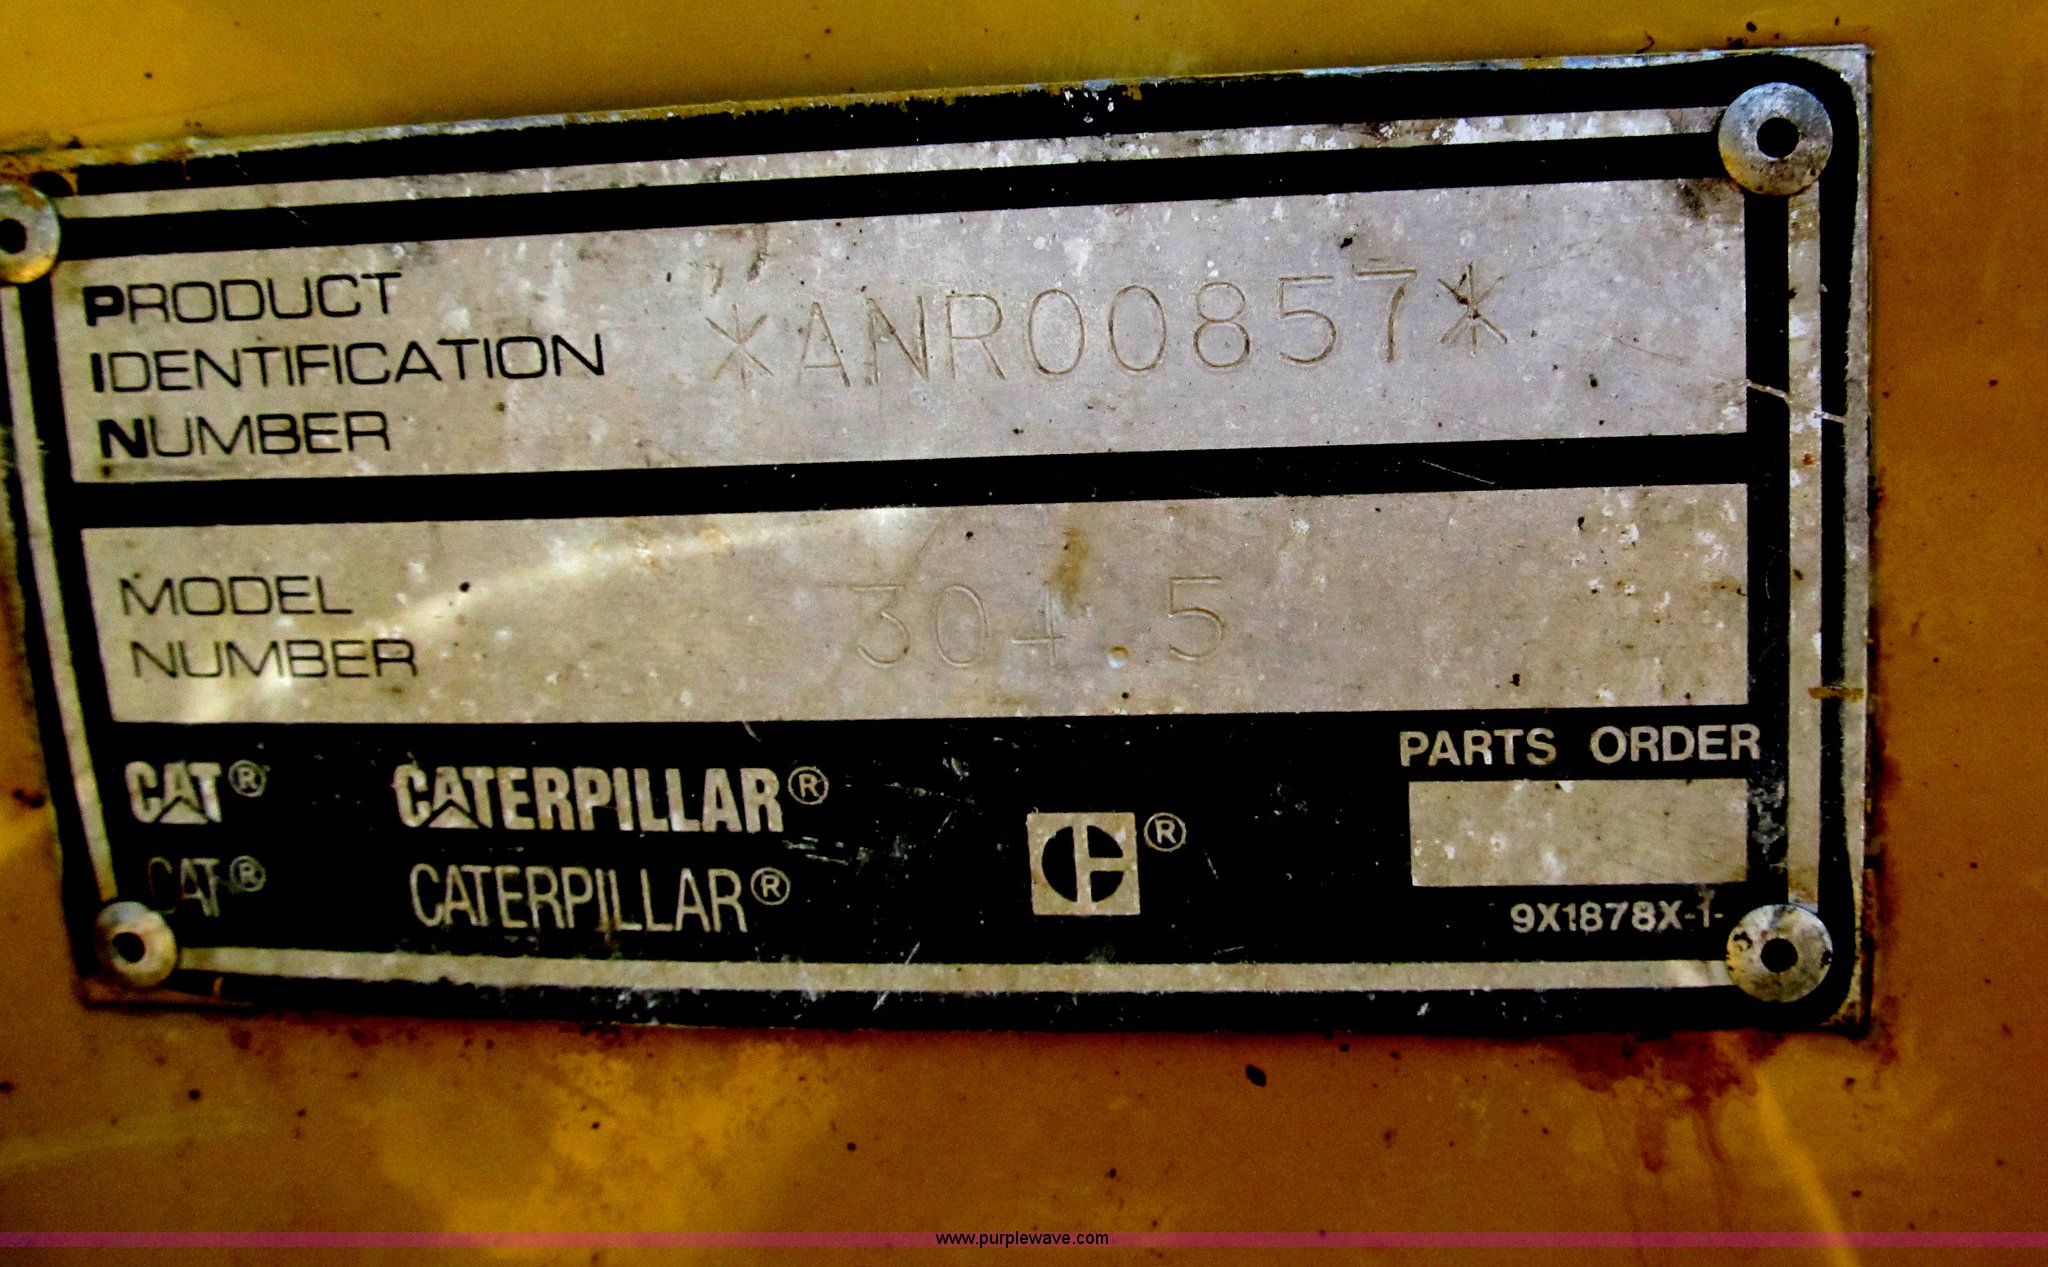 PRODUCT
IDENTIFICATION
NUMBER
*ANR00857*
MODEL
NUMBER
304.5
PARTS ORDER
CAT® CATERPILLAR®
®
CAT® CATERPILLAR®
9X1878X-1-
www.purplewave.com